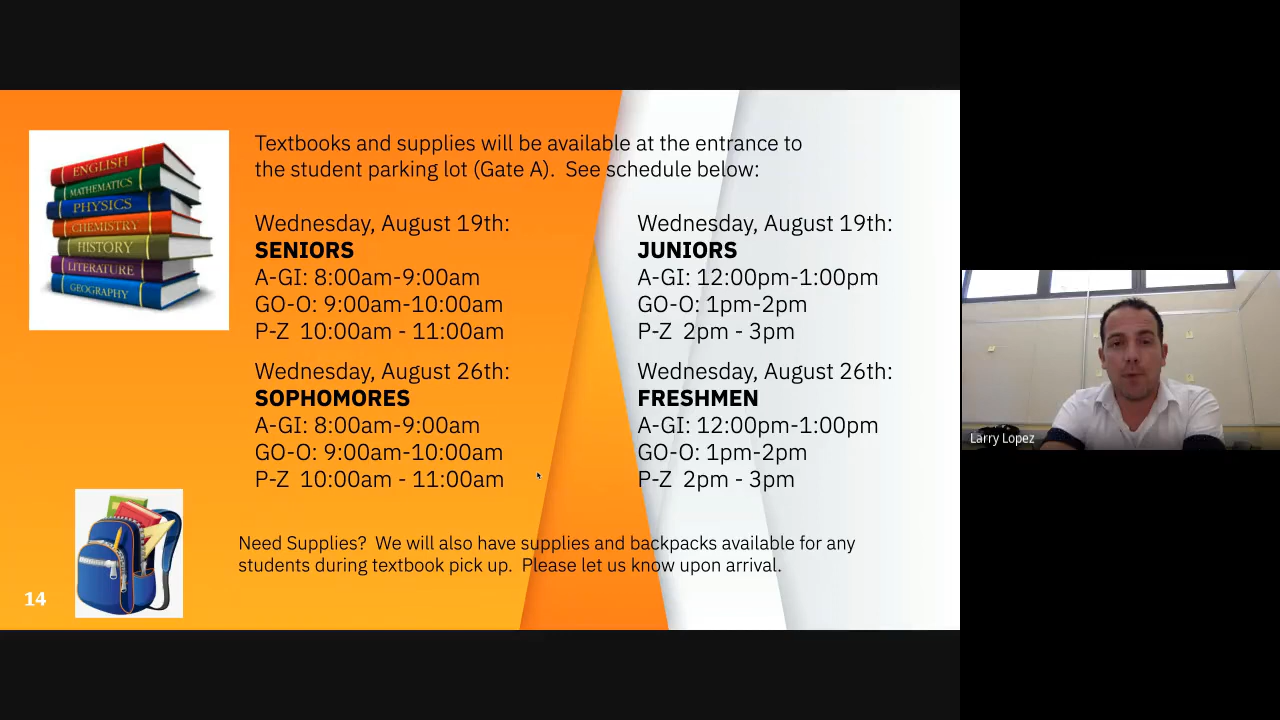 Textbooks and supplies will be available at the entrance to
the student parking lot (Gate A). See schedule below:
ENGLISH
MATHEMATICS
PHYSICS
CHEMISTRY
HISTORY
LITERATURE
GEOGRAPHY
Wednesday, August 19th:
SENIORS
A-GI: 8:00am-9:00am
GO-O: 9:00am-10:00am
P-Z 10:00am - 11:00am
Wednesday, August 19th:
JUNIORS
A-GI: 12:00pm-1:00pm
GO-O: 1pm-2pm
P-Z 2pm - 3pm
Wednesday, August 26th:
SOPHOMORES
A-GI: 8:00am-9:00am
GO-O: 9:00am-10:00am
P-Z 10:00am - 11:00am
Wednesday, August 26th:
FRESHMEN
A-GI: 12:00pm-1:00pm
GO-O: 1pm-2pm
P-Z 2pm - 3pm
Need Supplies? We will also have supplies and backpacks available for any
students during textbook pick up. Please let us know upon arrival.
14
Larry Lopez